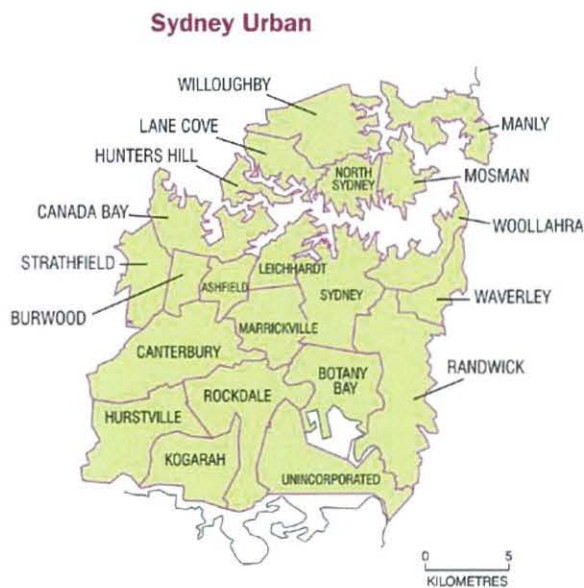 Sydney Urban
WILLOUGHBY
LANE COVE
MANLY
HUNTERS HILL
NORTH
SYDNEY
MOSMAN
CANADA BAY
WOOLLAHRA
STRATHFIELD
LEICHHARDT
ASHFIELD
SYDNEY
WAVERLEY
BURWOOD
MARRICKVILLE
CANTERBURY
RANDWICK
BOTANY
BAY
ROCKDALE
HURSTVILLE
KOGARAH
UNINCORPORATED
0 5
KILOMETRES